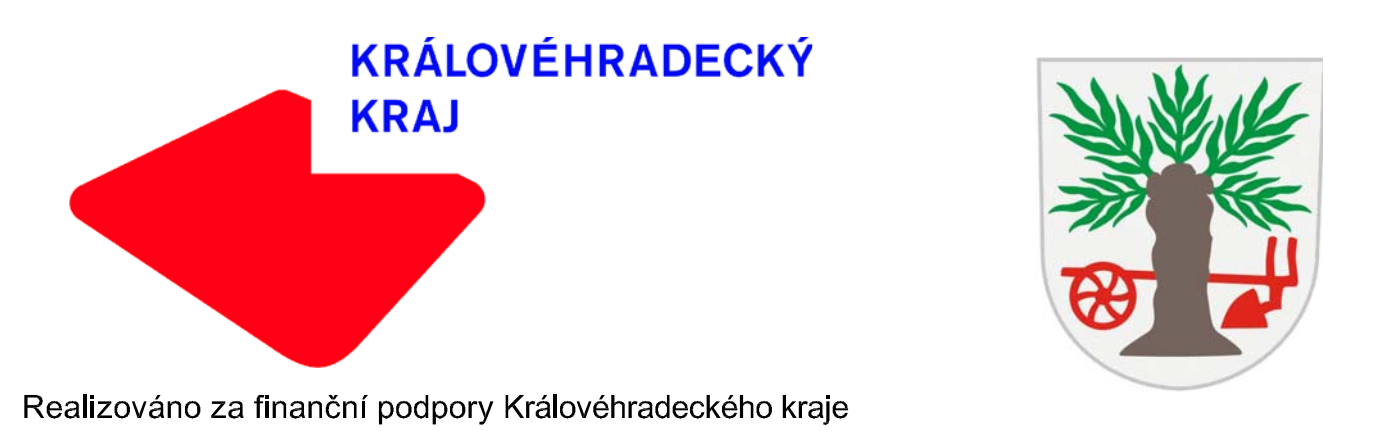 KRÁLOVÉHRADECKÝ
KRAJ
Realizováno za finanční podpory Královéhradeckého kraje